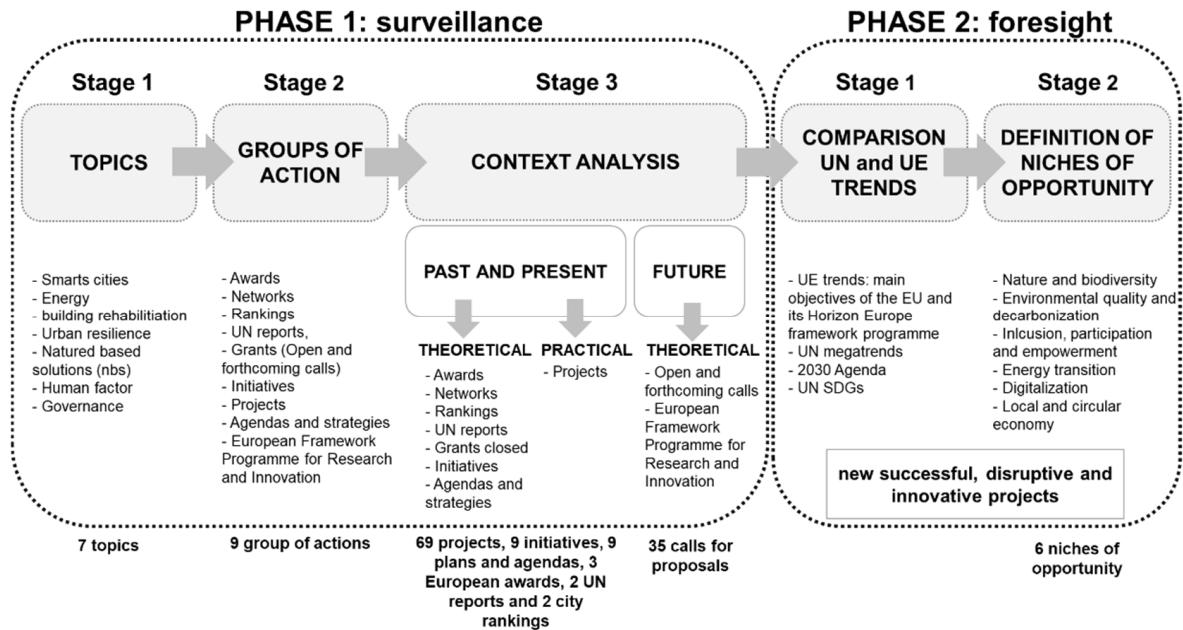 PHASE 1: surveillance
Stage 1
TOPICS
- Smarts cities
- Energy
- building rehabilitiation
- Urban resilience
- Natured based
solutions (nbs)
- Human factor
- Governance
7 topics
Stage 2
GROUPS OF
ACTION
- Awards
- Networks
- Rankings
- UN reports,
- Grants (Open and
forthcoming calls)
- Initiatives
- Projects
- Agendas and strategies
- European Framework
Programme for Research
and Innovation
9 group of actions
Stage 3
CONTEXT ANALYSIS
PAST AND PRESENT
THEORETICAL
- Awards
- Networks
- Rankings
- UN reports
- Grants closed
- Initiatives
- Agendas and
strategies
PRACTICAL
- Projects
69 projects, 9 initiatives, 9
plans and agendas, 3
European awards, 2 UN
reports and 2 city
rankings
FUTURE
THEORETICAL
- Open and
forthcoming calls
- European
Framework
Programme for
Research and
Innovation
35 calls for
proposals
PHASE 2: foresight
Stage 1
COMPARISON
UN and UE
TRENDS
- UE trends: main
objectives of the EU and
its Horizon Europe
framework programme
- UN megatrends
- 2030 Agenda
- UN SDGs
Stage 2
DEFINITION OF
NICHES OF
OPPORTUNITY
- Nature and biodiversity
- Environmental quality and
decarbonization
- Inlcusion, participation
and empowerment
- Energy transition
- Digitalization
- Local and circular
economy
new successful, disruptive and
innovative projects
6 niches of
opportunity